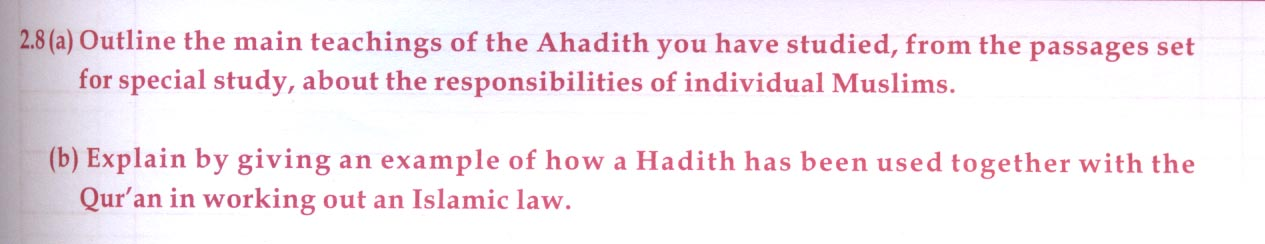 2.8 (a) Outline the main teachings of the Ahadith you have studied, from the passages set
for special study, about the responsibilities of individual Muslims.
(b) Explain by giving an example of how a Hadith has been used together with the
Qur'an in working out an Islamic law.